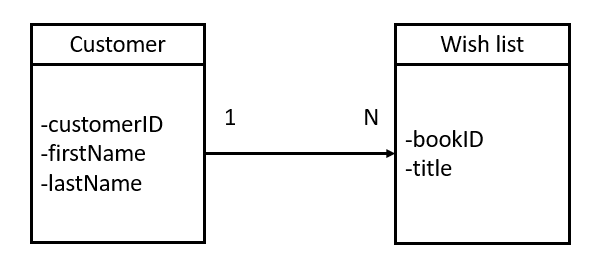 Customer
-customerID
-firstName
-lastName
1
N
Wish list
-bookID
-title